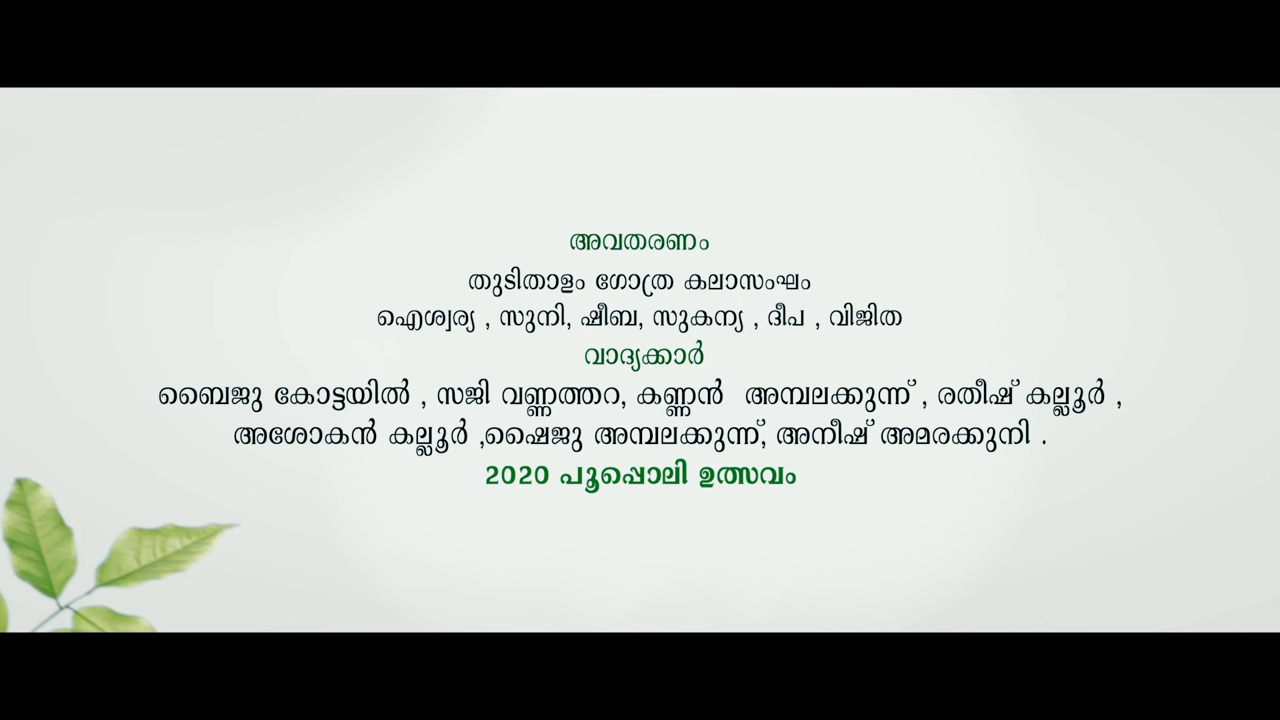 അവതരണം
തുടിതാളം ഗോത്ര കലാസംഘം
ഐശ്വര്യ , സുനി, ഷീബ, സുകന്യ , ദീപ , വിജിത
വാദ്യക്കാർ
ബൈജു കോട്ടയിൽ , സജി വണ്ണത്തറ, കണ്ണൻ അമ്പലക്കുന്ന് , രതീഷ് കല്ലൂർ ,
അശോകൻ കല്ലൂർ ,ഷൈജു അമ്പലക്കുന്ന്, അനീഷ് അമരക്കുനി .
2020 പൂപ്പൊലി ഉത്സവം